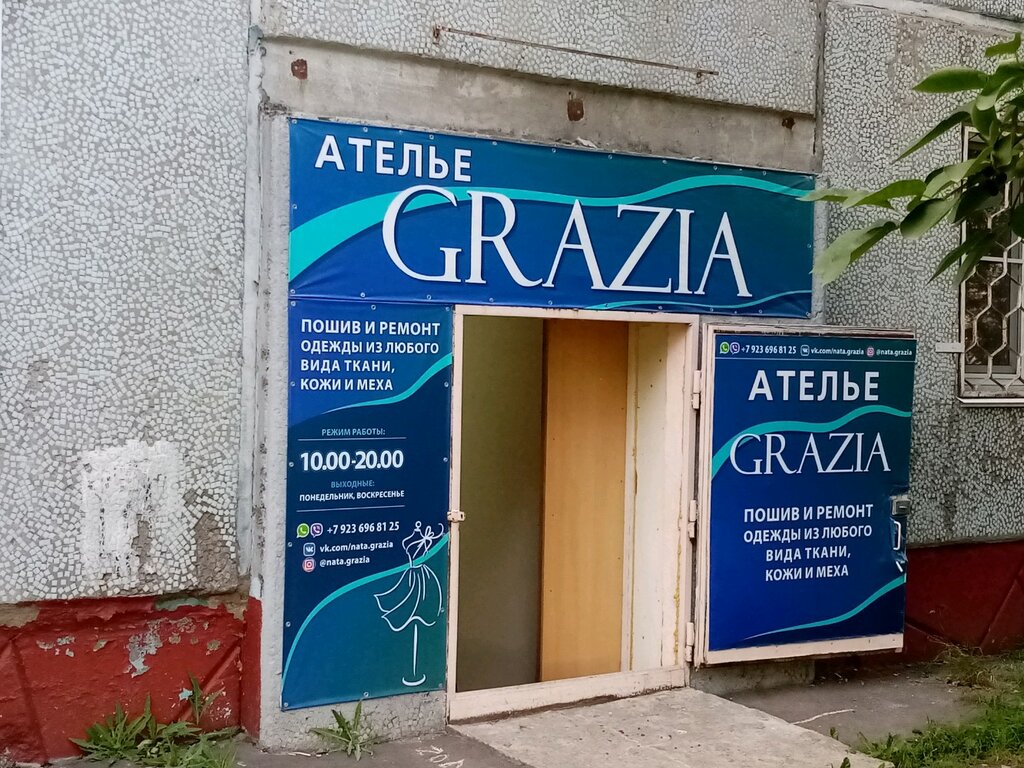 АТЕЛЬЕ
GRAZIA
ПОШИВ И РЕМОНТ
ОДЕЖДЫ ИЗ ЛЮБОГО
ВИДА ТКАНИ,
КОЖИ И МЕХА
РЕЖИМ РАБОТЫ:
10.00-20.00
ВЫХОДНЫЕ:
ПОНЕДЕЛЬНИК, ВОСКРЕСЕНЬЕ
+7 923 696 81 25
vk.com/nata.grazia
@nata.grazia
+7 923 696 81 25 vk.com/nata.grazia @nata.grazia
АТЕЛЬЕ
GRAZIA
ПОШИВ И РЕМОНТ
ОДЕЖДЫ ИЗ ЛЮБОГО
ВИДА ТКАНИ,
КОЖИ И МЕХА